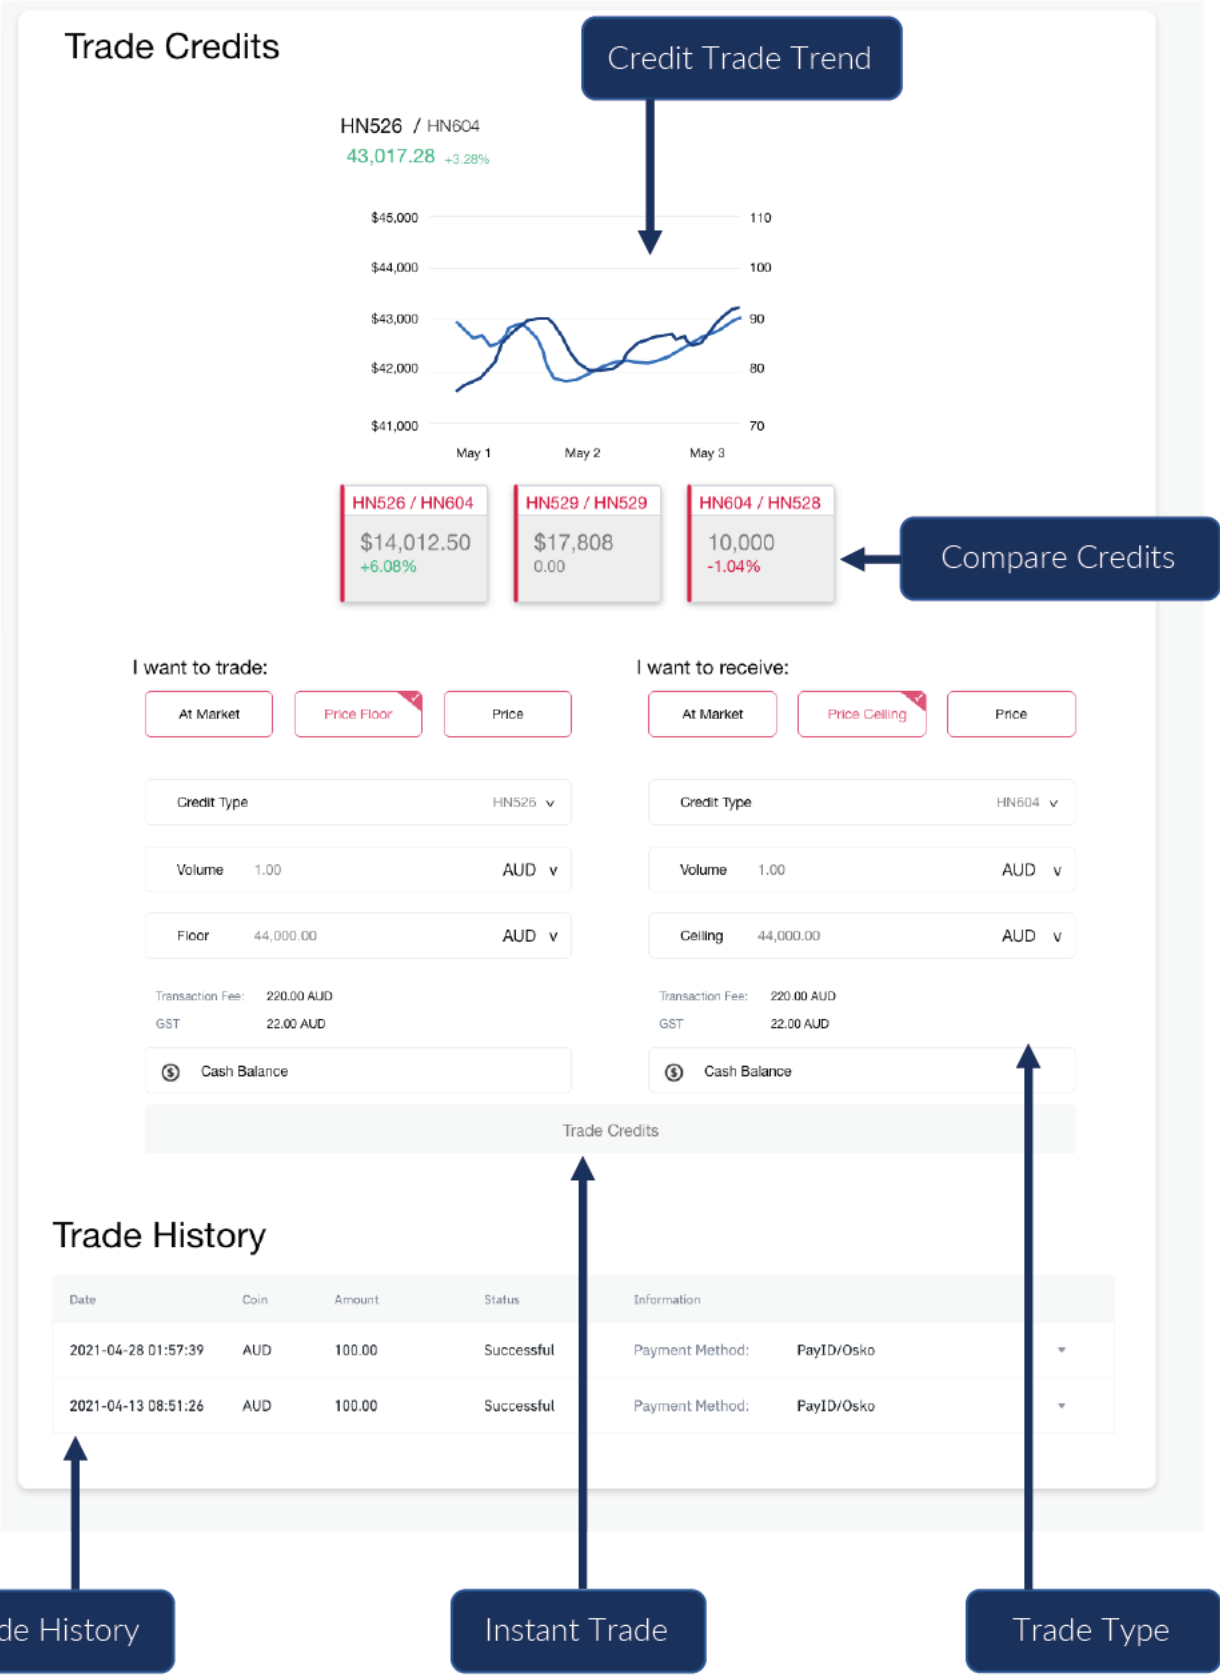 Trade Credits
Credit Trade Trend
HN526 / HN604
43,017.28 +3.28%
$45,000 110
$44,000 100
$43,000 90
$42,000 80
$41,000 70
May 1 May 2 May 3
HN526 / HN604 HN529 / HN529 HN604 / HN528
$14,012.50 $17,808 10,000
+6.08% 0.00 -1.04%
Compare Credits
I want to trade: I want to receive:
At Market Price Floor Price At Market Price Ceiling Price
Credit Type HN526 v Credit Type HN604 v
Volume 1.00 AUD v Volume 1.00 AUD v
Floor 44,000.00 AUD v Ceiling 44,000.00 AUD v
Transaction Fee: 220.00 AUD Transaction Fee: 220.00 AUD
GST 22.00 AUD GST 22.00 AUD
$ Cash Balance $ Cash Balance
Trade Credits
Trade History
Date Coin Amount Status Information
2021-04-28 01:57:39 AUD 100.00 Successful Payment Method: PayID/Osko
2021-04-13 08:51:26 AUD 100.00 Successful Payment Method: PayID/Osko
de History Instant Trade Trade Type